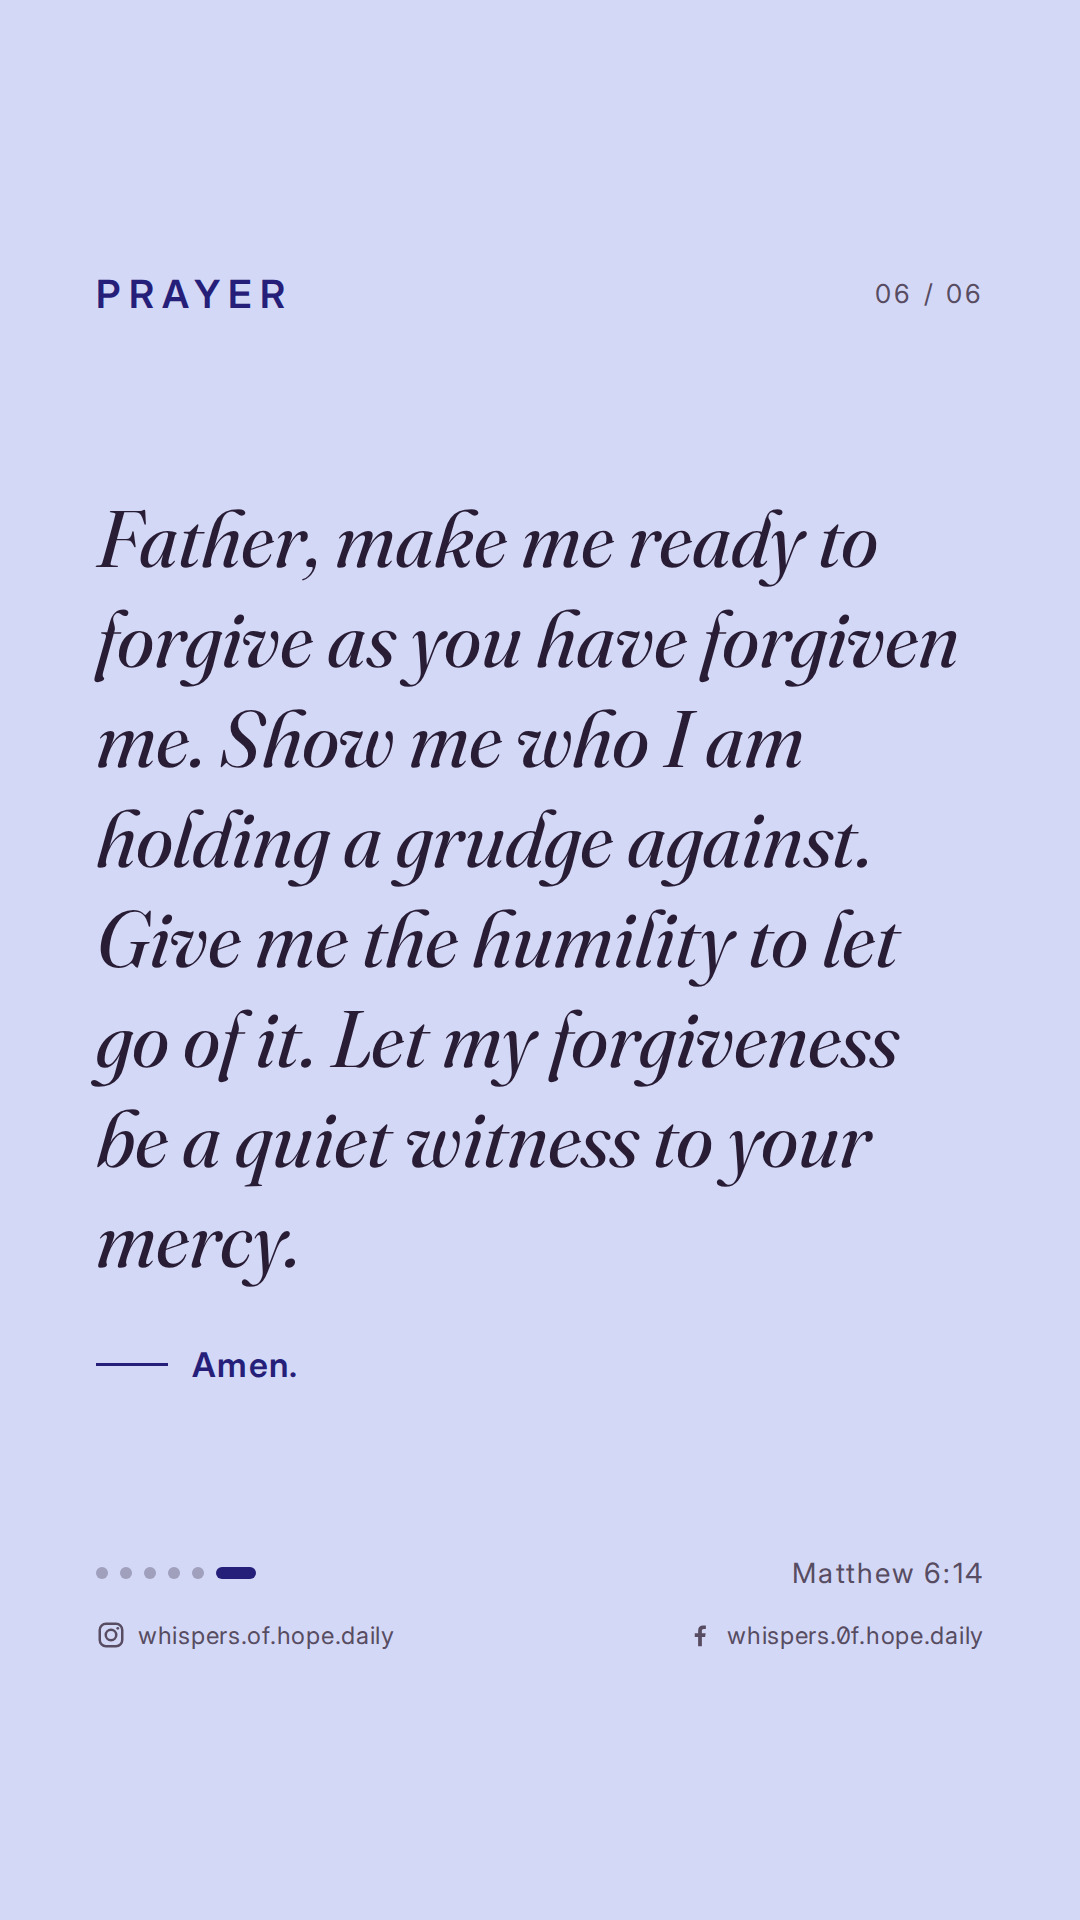 PRAYER
06 / 06
Father, make me ready to
forgive as you have forgiven
me. Show me who I am
holding a grudge against.
Give me the humility to let
go of it. Let my forgiveness
be a quiet witness to your
mercy.
Amen.
Matthew 6:14
whispers.of.hope.daily
whispers.0f.hope.daily